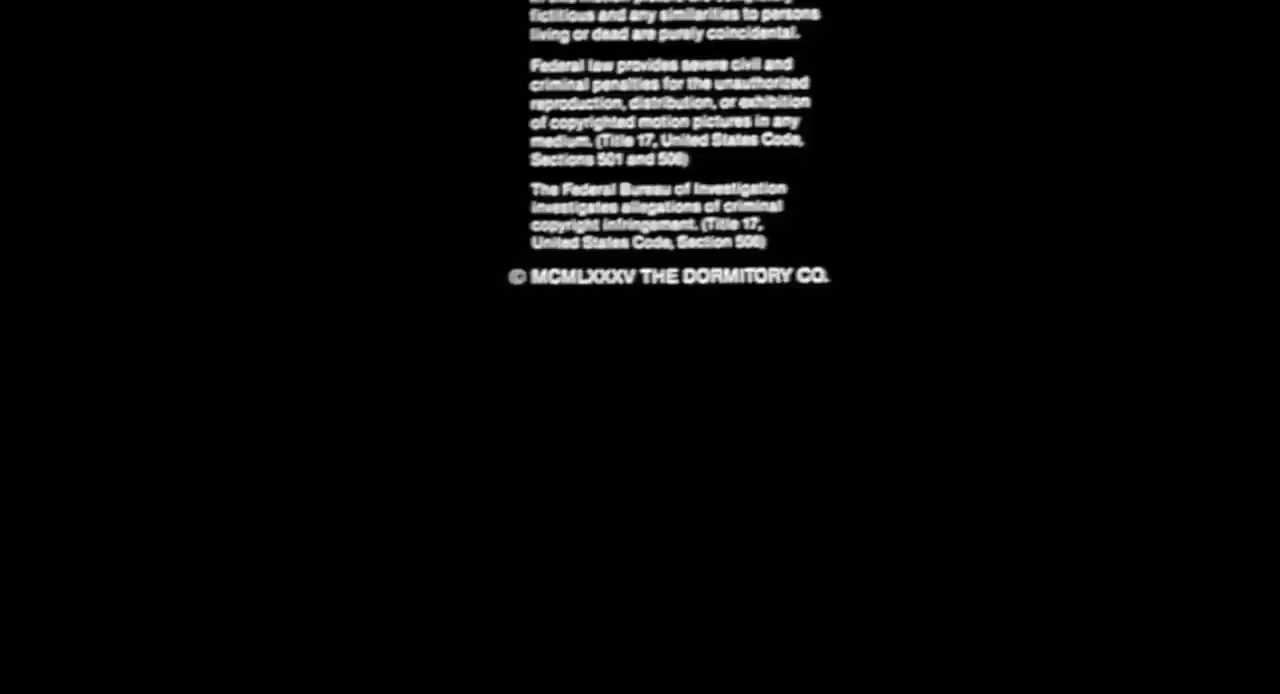 fictitious and any similarities to persons
living or dead are purely coincidental.
Federal law provides severe civil and
criminal penalties for the unauthorized
reproduction, distribution, or exhibition
of copyrighted motion pictures in any
medium. (Title 17, United States Code,
Sections 501 and 506)
The Federal Bureau of Investigation
investigates allegations of criminal
copyright infringement. (Title 17,
United States Code, Section 506)
© MCMLXXXV THE DORMITORY CO.